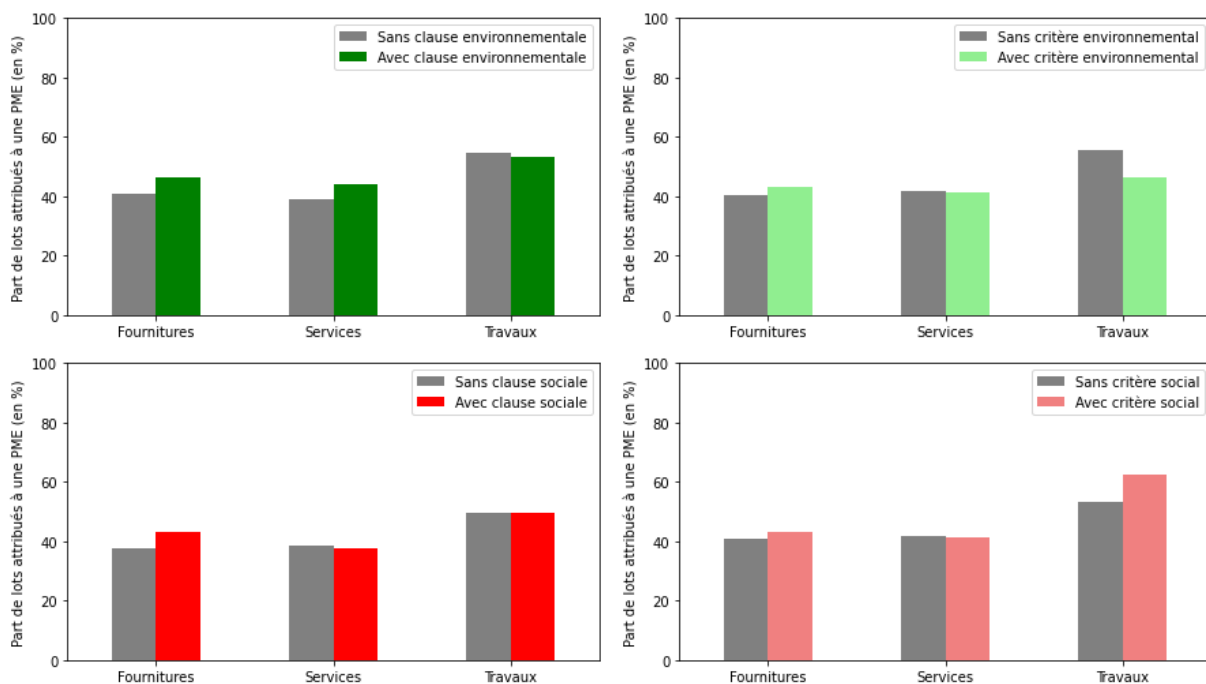 Part de lots attribués à une PME (en %)
100
80
60
40
20
0
Sans clause environnementale
Avec clause environnementale
Fournitures
Services
Travaux
Part de lots attribués à une PME (en %)
100
80
60
40
20
0
Sans critère environnemental
Avec critère environnemental
Fournitures
Services
Travaux
Part de lots attribués à une PME (en %)
100
80
60
40
20
0
Sans clause sociale
Avec clause sociale
Fournitures
Services
Travaux
Part de lots attribués à une PME (en %)
100
80
60
40
20
0
Sans critère social
Avec critère social
Fournitures
Services
Travaux